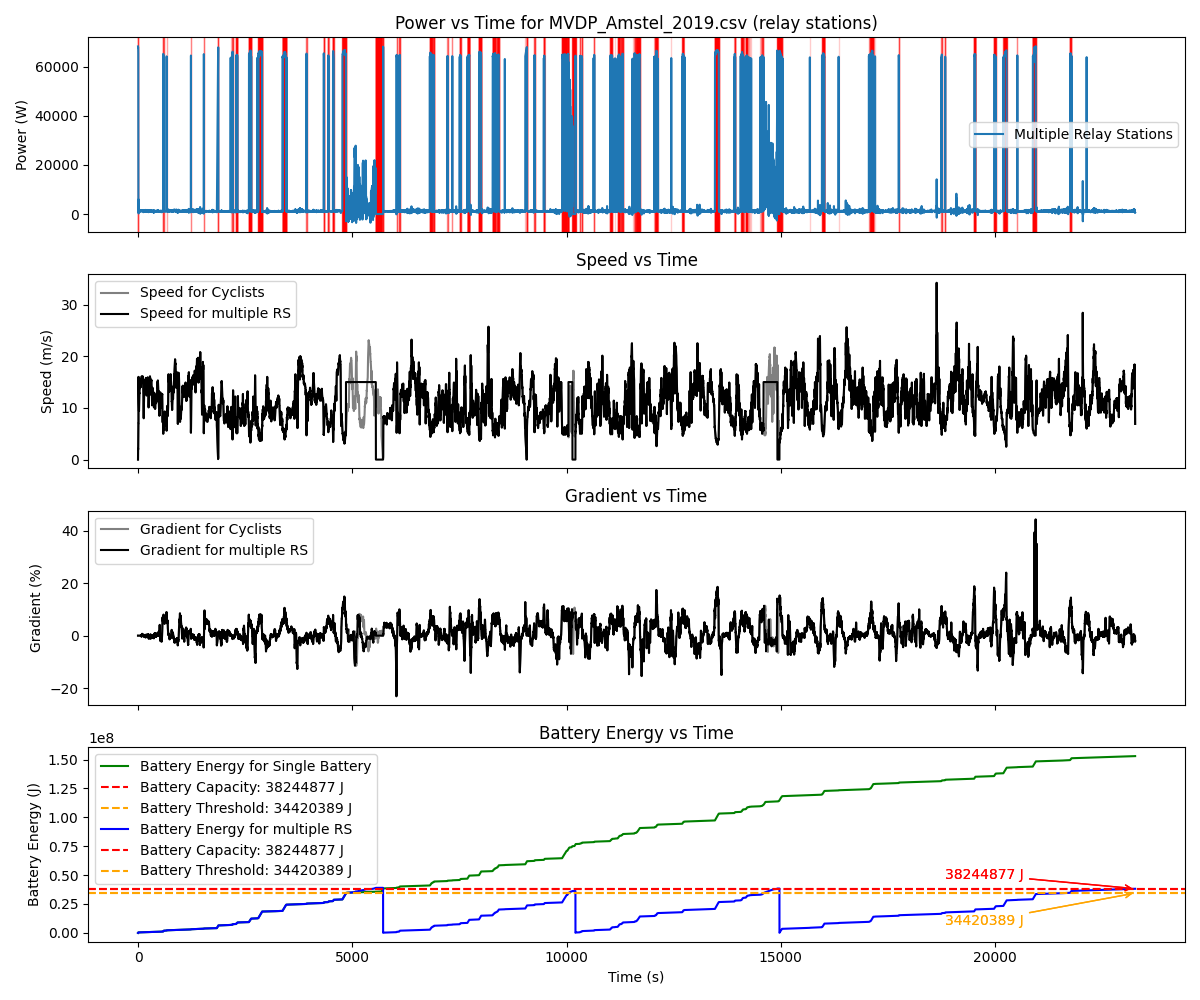 Power vs Time for MVDP_Amstel_2019.csv (relay stations)
60000
40000
20000
0
Power (W)
Multiple Relay Stations
Speed vs Time
30
20
10
0
Speed (m/s)
Speed for Cyclists
Speed for multiple RS
Gradient vs Time
40
20
0
−20
Gradient (%)
Gradient for Cyclists
Gradient for multiple RS
Battery Energy vs Time
1e8
1.50
1.25
1.00
0.75
0.50
0.25
0.00
Battery Energy (J)
Battery Energy for Single Battery
Battery Capacity: 38244877 J
Battery Threshold: 34420389 J
Battery Energy for multiple RS
Battery Capacity: 38244877 J
Battery Threshold: 34420389 J
38244877 J
34420389 J
0 5000 10000 15000 20000
Time (s)